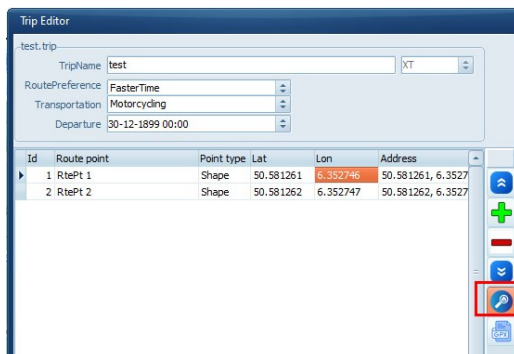 Trip Editor
test.trip
TripName test XT
RoutePreference FasterTime
Transportation Motorcycling
Departure 30-12-1899 00:00
Id Route point Point type Lat Lon Address
1 RtePt 1 Shape 50.581261 6.352746 50.581261, 6.3527
2 RtePt 2 Shape 50.581262 6.352747 50.581262, 6.3527
GPX